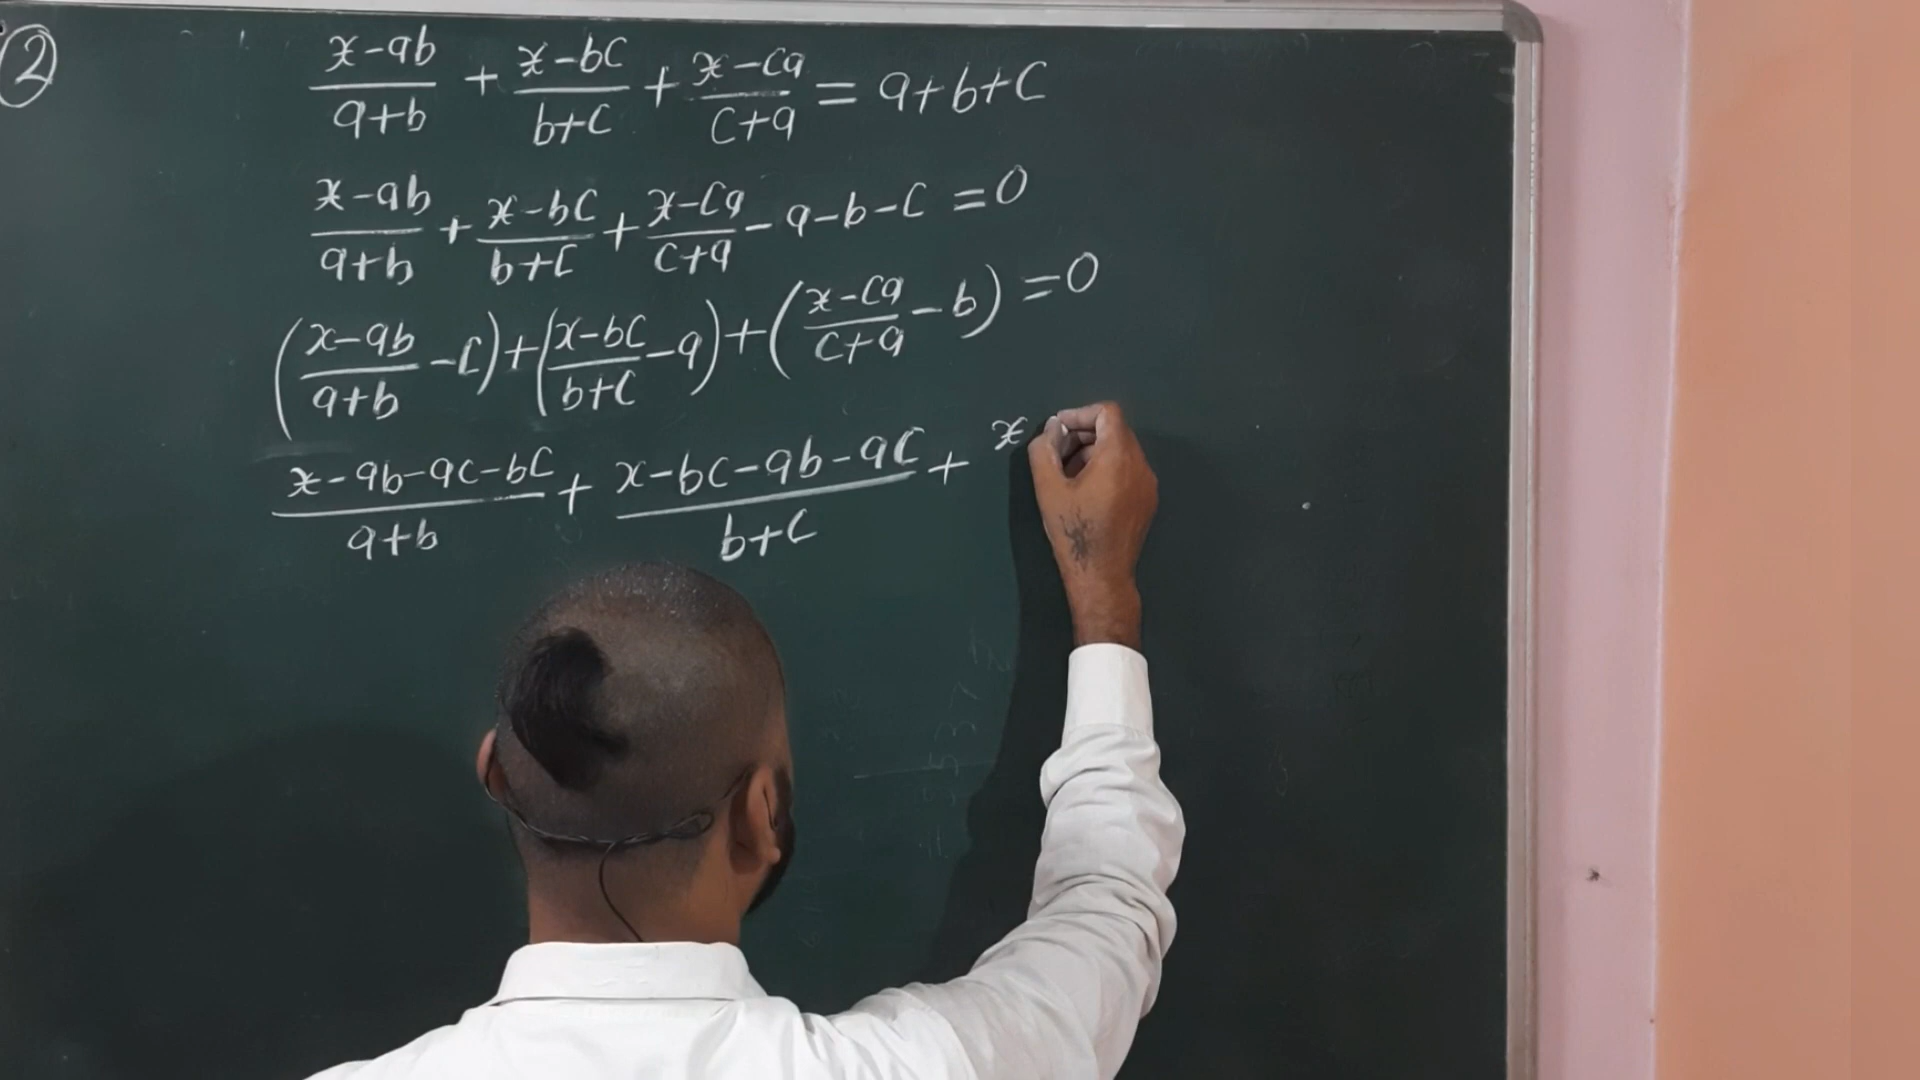 ②
(x-ab)/(a+b) + (x-bc)/(b+c) + (x-ca)/(c+a) = a+b+c
(x-ab)/(a+b) + (x-bc)/(b+c) + (x-ca)/(c+a) - a-b-c = 0
((x-ab)/(a+b) - c) + ((x-bc)/(b+c) - a) + ((x-ca)/(c+a) - b) = 0
(x-ab-ac-bc)/(a+b) + (x-bc-ab-ac)/(b+c) + x